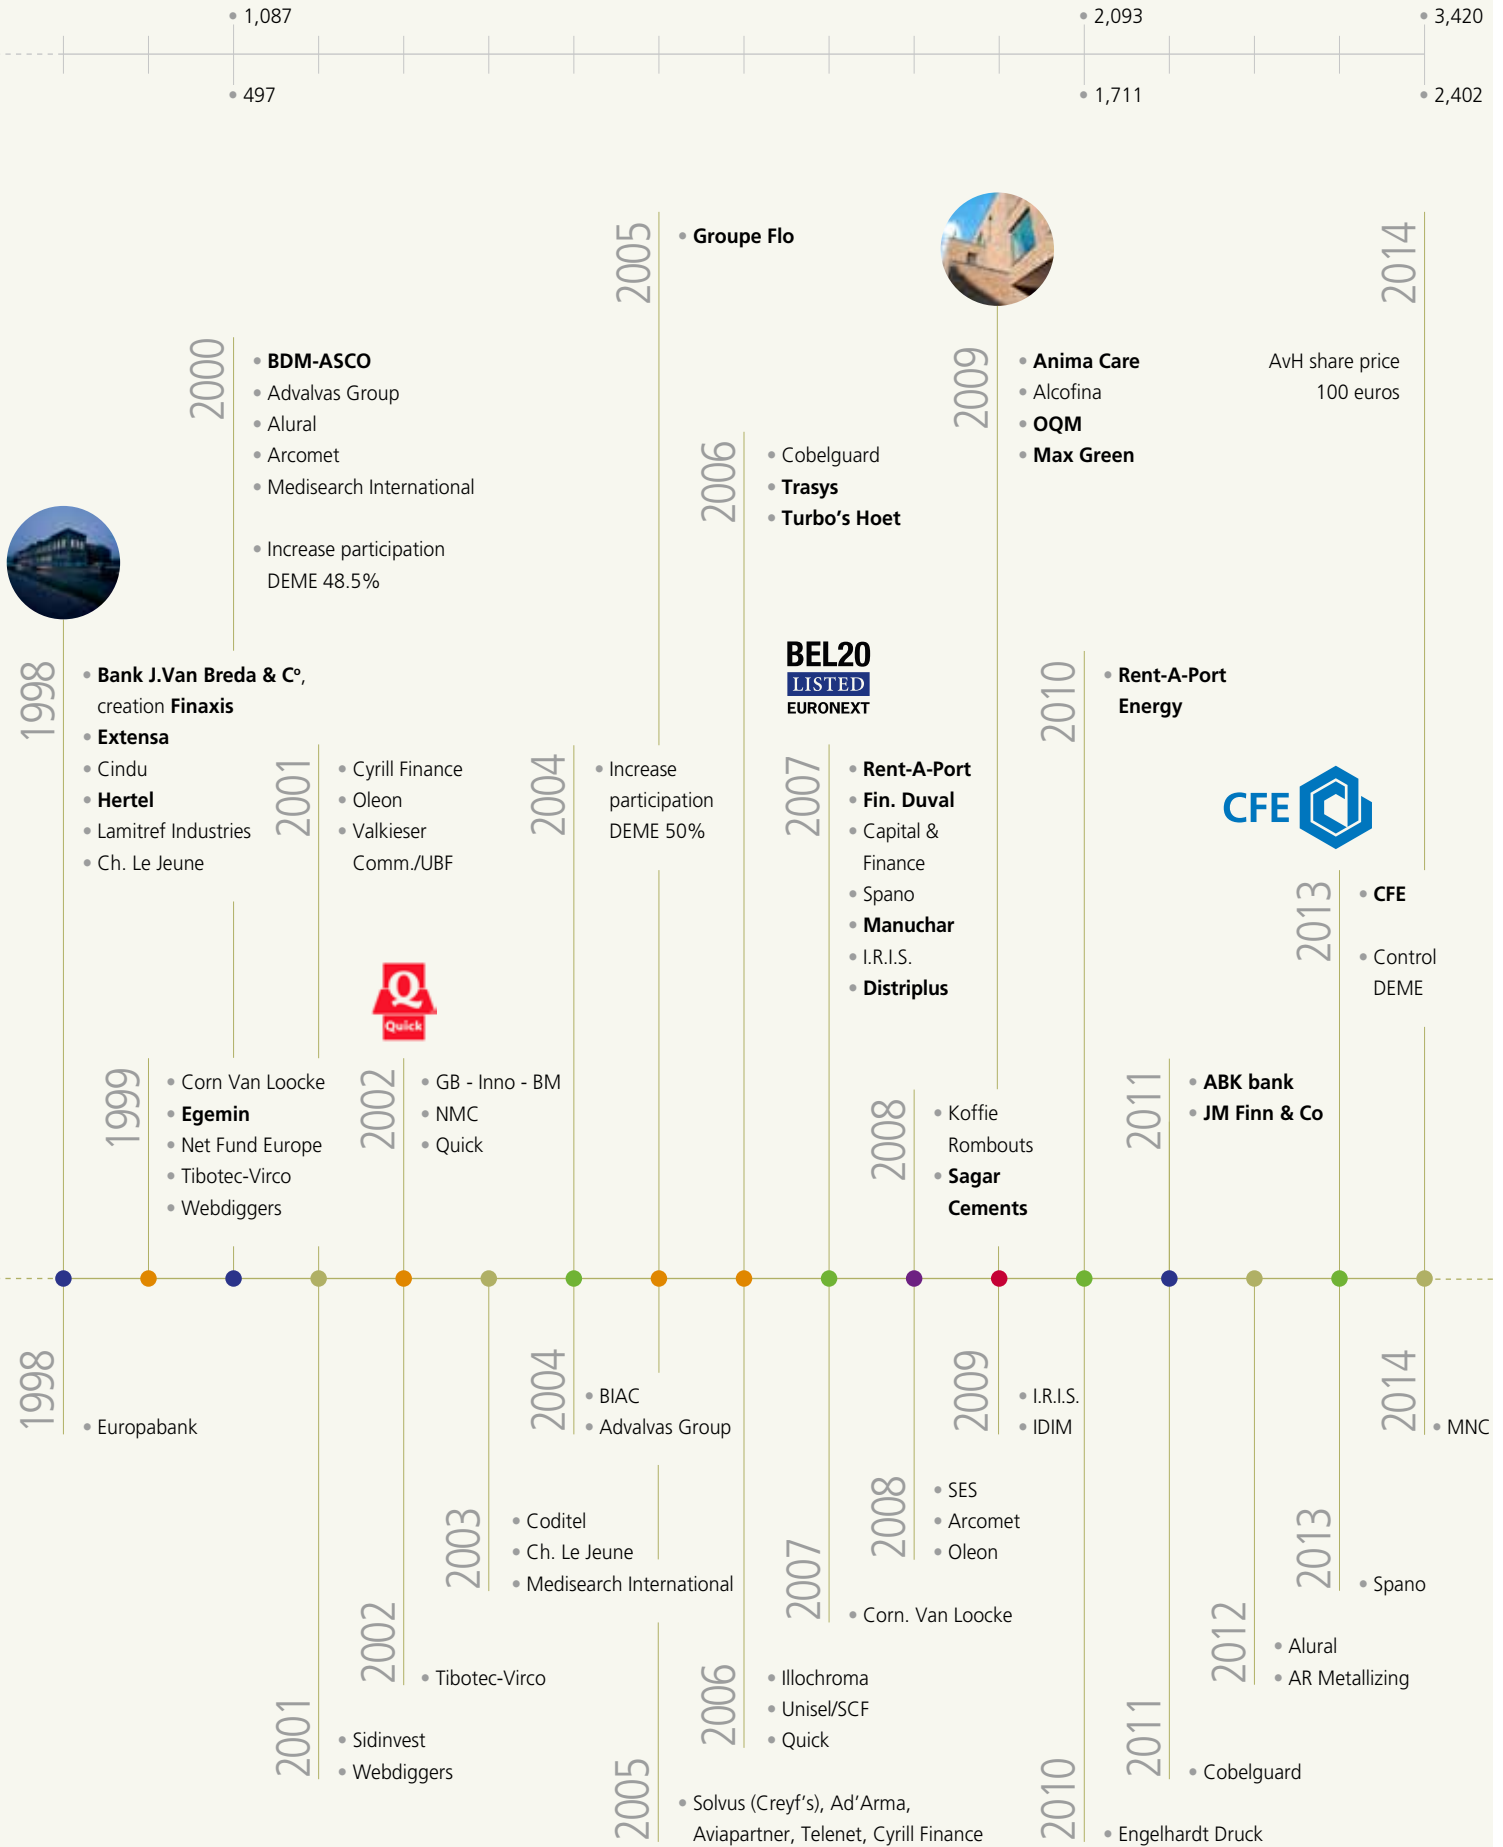 • 1,087
• 2,093
• 3,420
• 497
• 1,711
• 2,402
1998
• Bank J.Van Breda & Cº,
creation Finaxis
• Extensa
• Cindu
• Hertel
• Lamitref Industries
• Ch. Le Jeune
1999
• Corn Van Loocke
• Egemin
• Net Fund Europe
• Tibotec-Virco
• Webdiggers
2000
• BDM-ASCO
• Advalvas Group
• Alural
• Arcomet
• Medisearch International
• Increase participation
DEME 48.5%
2001
• Cyrill Finance
• Oleon
• Valkieser
Comm./UBF
Q
Quick
2002
• GB - Inno - BM
• NMC
• Quick
2004
• Increase
participation
DEME 50%
2005
• Groupe Flo
2006
• Cobelguard
• Trasys
• Turbo’s Hoet
BEL20
LISTED
EURONEXT
2007
• Rent-A-Port
• Fin. Duval
• Capital &
Finance
• Spano
• Manuchar
• I.R.I.S.
• Distriplus
2008
• Koffie
Rombouts
• Sagar
Cements
2009
• Anima Care
• Alcofina
• OQM
• Max Green
2010
• Rent-A-Port
Energy
2011
• ABK bank
• JM Finn & Co
CFE
2013
• CFE
• Control
DEME
2014
AvH share price
100 euros
1998
• Europabank
2001
• Sidinvest
• Webdiggers
2002
• Tibotec-Virco
2003
• Coditel
• Ch. Le Jeune
• Medisearch International
2004
• BIAC
• Advalvas Group
2005
• Solvus (Creyf’s), Ad’Arma,
Aviapartner, Telenet, Cyrill Finance
2006
• Illochroma
• Unisel/SCF
• Quick
2007
• Corn. Van Loocke
2008
• SES
• Arcomet
• Oleon
2009
• I.R.I.S.
• IDIM
2010
• Engelhardt Druck
2011
• Cobelguard
2012
• Alural
• AR Metallizing
2013
• Spano
2014
• MNC